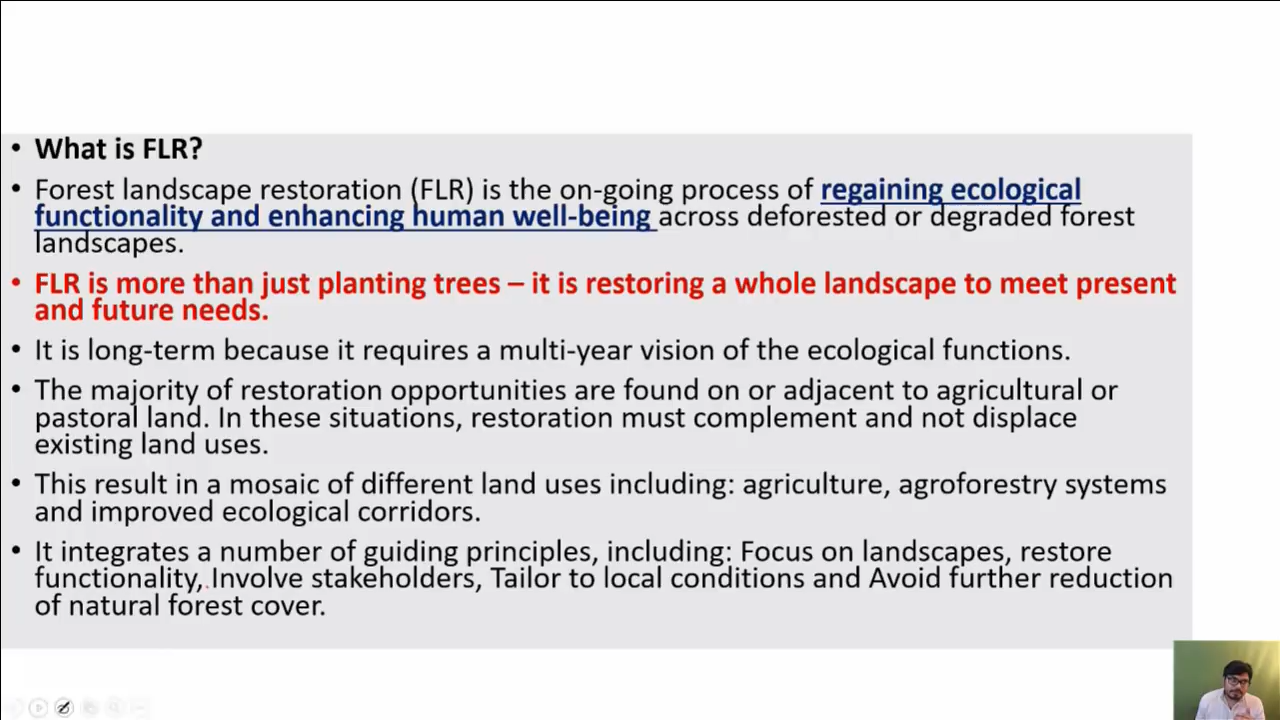 • What is FLR?
• Forest landscape restoration (FLR) is the on-going process of regaining ecological
functionality and enhancing human well-being across deforested or degraded forest
landscapes.
• FLR is more than just planting trees – it is restoring a whole landscape to meet present
and future needs.
• It is long-term because it requires a multi-year vision of the ecological functions.
• The majority of restoration opportunities are found on or adjacent to agricultural or
pastoral land. In these situations, restoration must complement and not displace
existing land uses.
• This result in a mosaic of different land uses including: agriculture, agroforestry systems
and improved ecological corridors.
• It integrates a number of guiding principles, including: Focus on landscapes, restore
functionality, Involve stakeholders, Tailor to local conditions and Avoid further reduction
of natural forest cover.